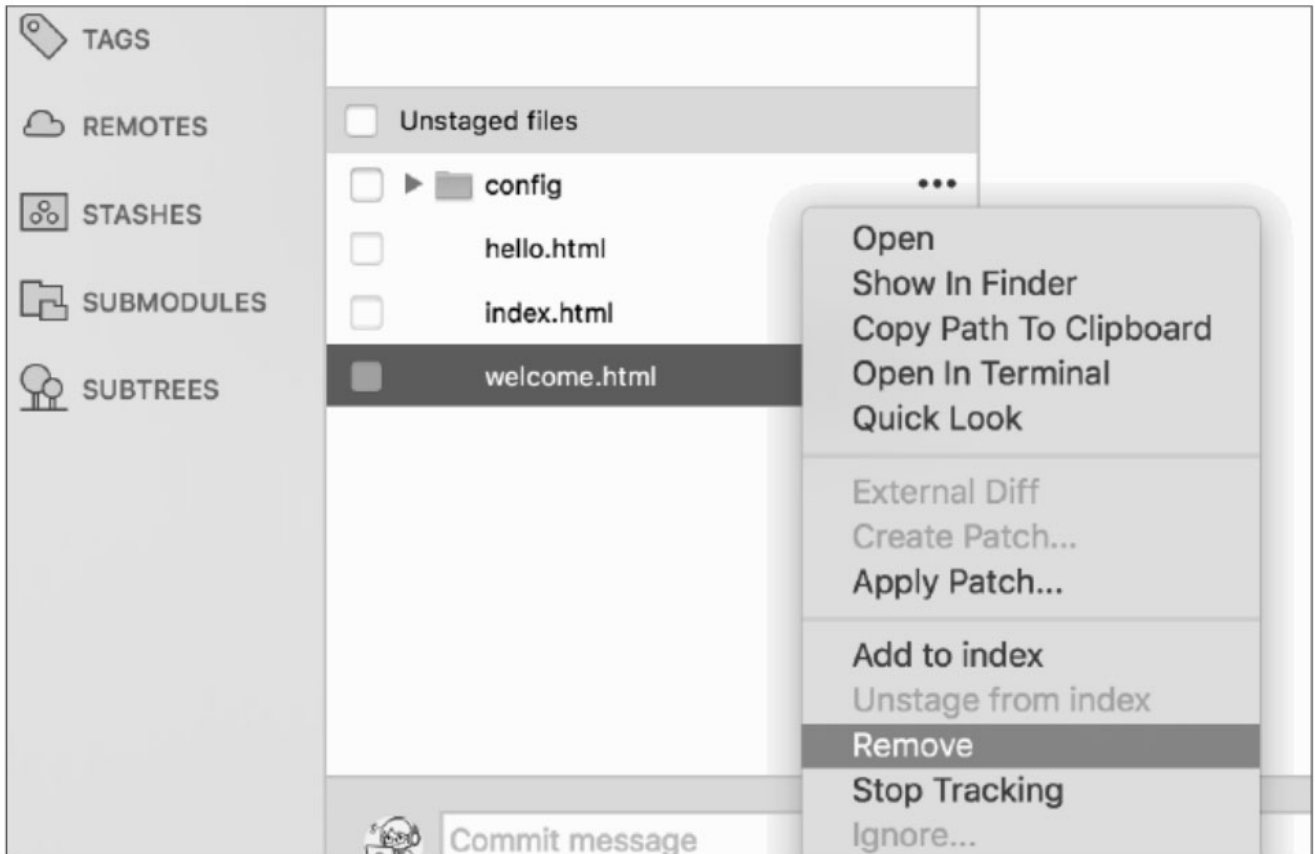 TAGS
REMOTES
STASHES
SUBMODULES
SUBTREES
Unstaged files
config
hello.html
index.html
welcome.html
Open
Show In Finder
Copy Path To Clipboard
Open In Terminal
Quick Look
External Diff
Create Patch...
Apply Patch...
Add to index
Unstage from index
Remove
Stop Tracking
Ignore...
Commit message